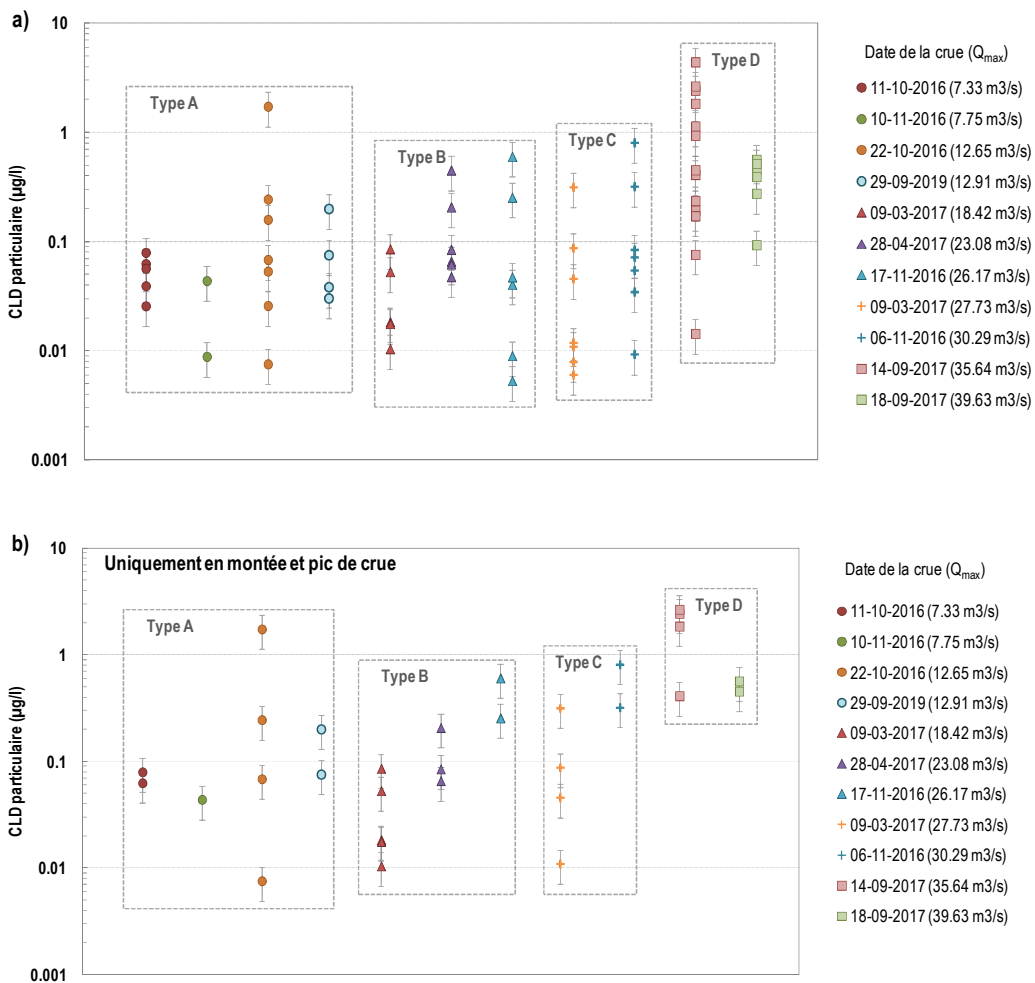 a)
10
1
0.1
0.01
0.001
CLD particulaire (µg/l)
Type A
Type B
Type C
Type D
Date de la crue (Qmax)
11-10-2016 (7.33 m3/s)
10-11-2016 (7.75 m3/s)
22-10-2016 (12.65 m3/s)
29-09-2019 (12.91 m3/s)
09-03-2017 (18.42 m3/s)
28-04-2017 (23.08 m3/s)
17-11-2016 (26.17 m3/s)
09-03-2017 (27.73 m3/s)
06-11-2016 (30.29 m3/s)
14-09-2017 (35.64 m3/s)
18-09-2017 (39.63 m3/s)
b)
Uniquement en montée et pic de crue
10
1
0.1
0.01
0.001
CLD particulaire (µg/l)
Type A
Type B
Type C
Type D
Date de la crue (Qmax)
11-10-2016 (7.33 m3/s)
10-11-2016 (7.75 m3/s)
22-10-2016 (12.65 m3/s)
29-09-2019 (12.91 m3/s)
09-03-2017 (18.42 m3/s)
28-04-2017 (23.08 m3/s)
17-11-2016 (26.17 m3/s)
09-03-2017 (27.73 m3/s)
06-11-2016 (30.29 m3/s)
14-09-2017 (35.64 m3/s)
18-09-2017 (39.63 m3/s)